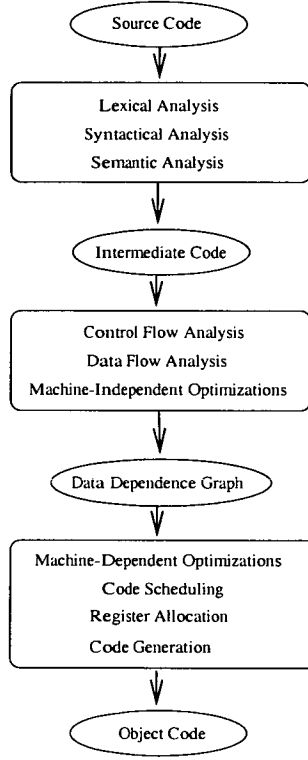 Source Code
Lexical Analysis
Syntactical Analysis
Semantic Analysis
Intermediate Code
Control Flow Analysis
Data Flow Analysis
Machine-Independent Optimizations
Data Dependence Graph
Machine-Dependent Optimizations
Code Scheduling
Register Allocation
Code Generation
Object Code